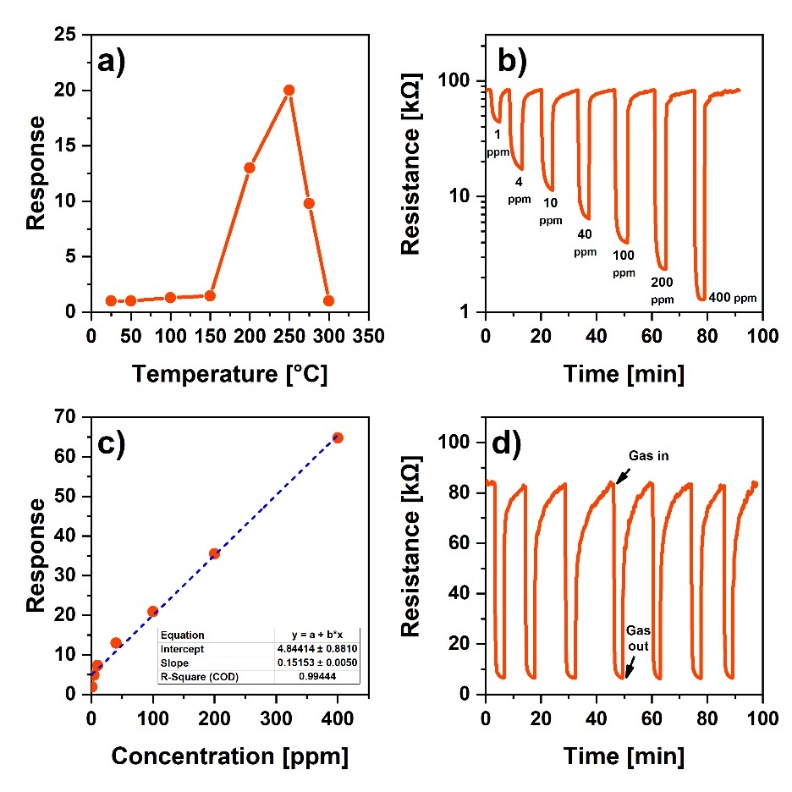 a)
25
20
15
10
5
0
Response
0 50 100 150 200 250 300 350
Temperature [°C]
b)
100
10
1
Resistance [kΩ]
1
ppm
4
ppm
10
ppm
40
ppm
100
ppm
200
ppm
400 ppm
0 20 40 60 80 100
Time [min]
c)
70
60
50
40
30
20
10
0
Response
Equation y = a + b*x
Intercept 4.84414 ± 0.8810
Slope 0.15153 ± 0.0050
R-Square (COD) 0.99444
0 100 200 300 400
Concentration [ppm]
d)
100
80
60
40
20
0
Resistance [kΩ]
Gas in
Gas
out
0 20 40 60 80 100
Time [min]